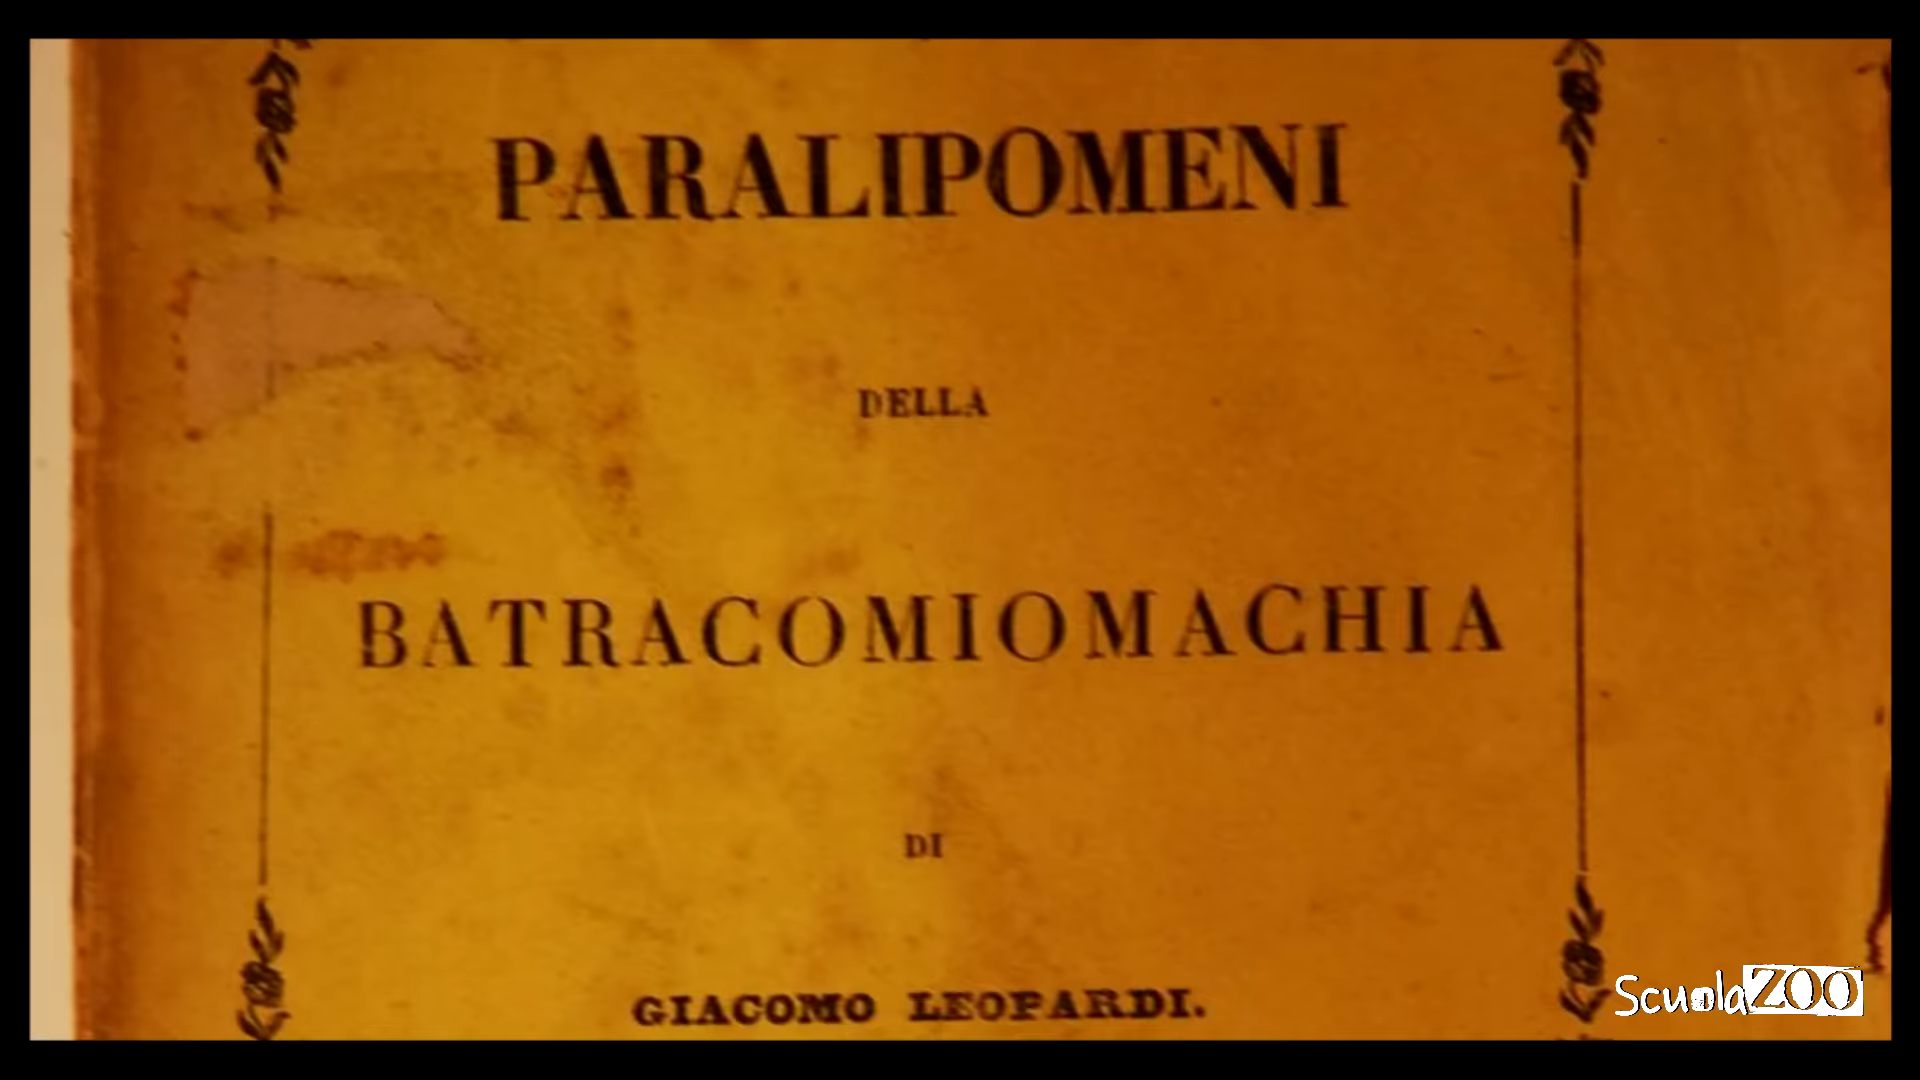 PARALIPOMENI
DELLA
BATRACOMIOMACHIA
DI
GIACOMO LEOPARDI.
ScuolaZOO